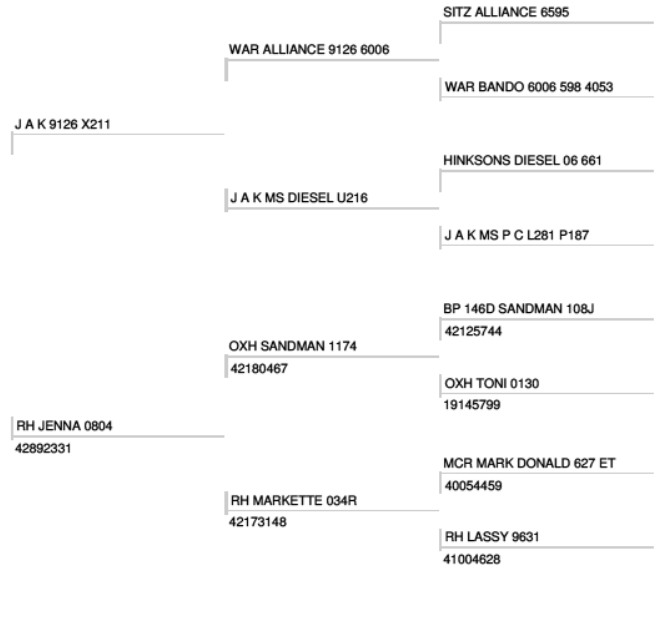 SITZ ALLIANCE 6595
WAR ALLIANCE 9126 6006
WAR BANDO 6006 598 4053
J A K 9126 X211
HINKSONS DIESEL 06 661
J A K MS DIESEL U216
J A K MS P C L281 P187
BP 146D SANDMAN 108J
42125744
OXH SANDMAN 1174
42180467
OXH TONI 0130
19145799
RH JENNA 0804
42892331
MCR MARK DONALD 627 ET
40054459
RH MARKETTE 034R
42173148
RH LASSY 9631
41004628